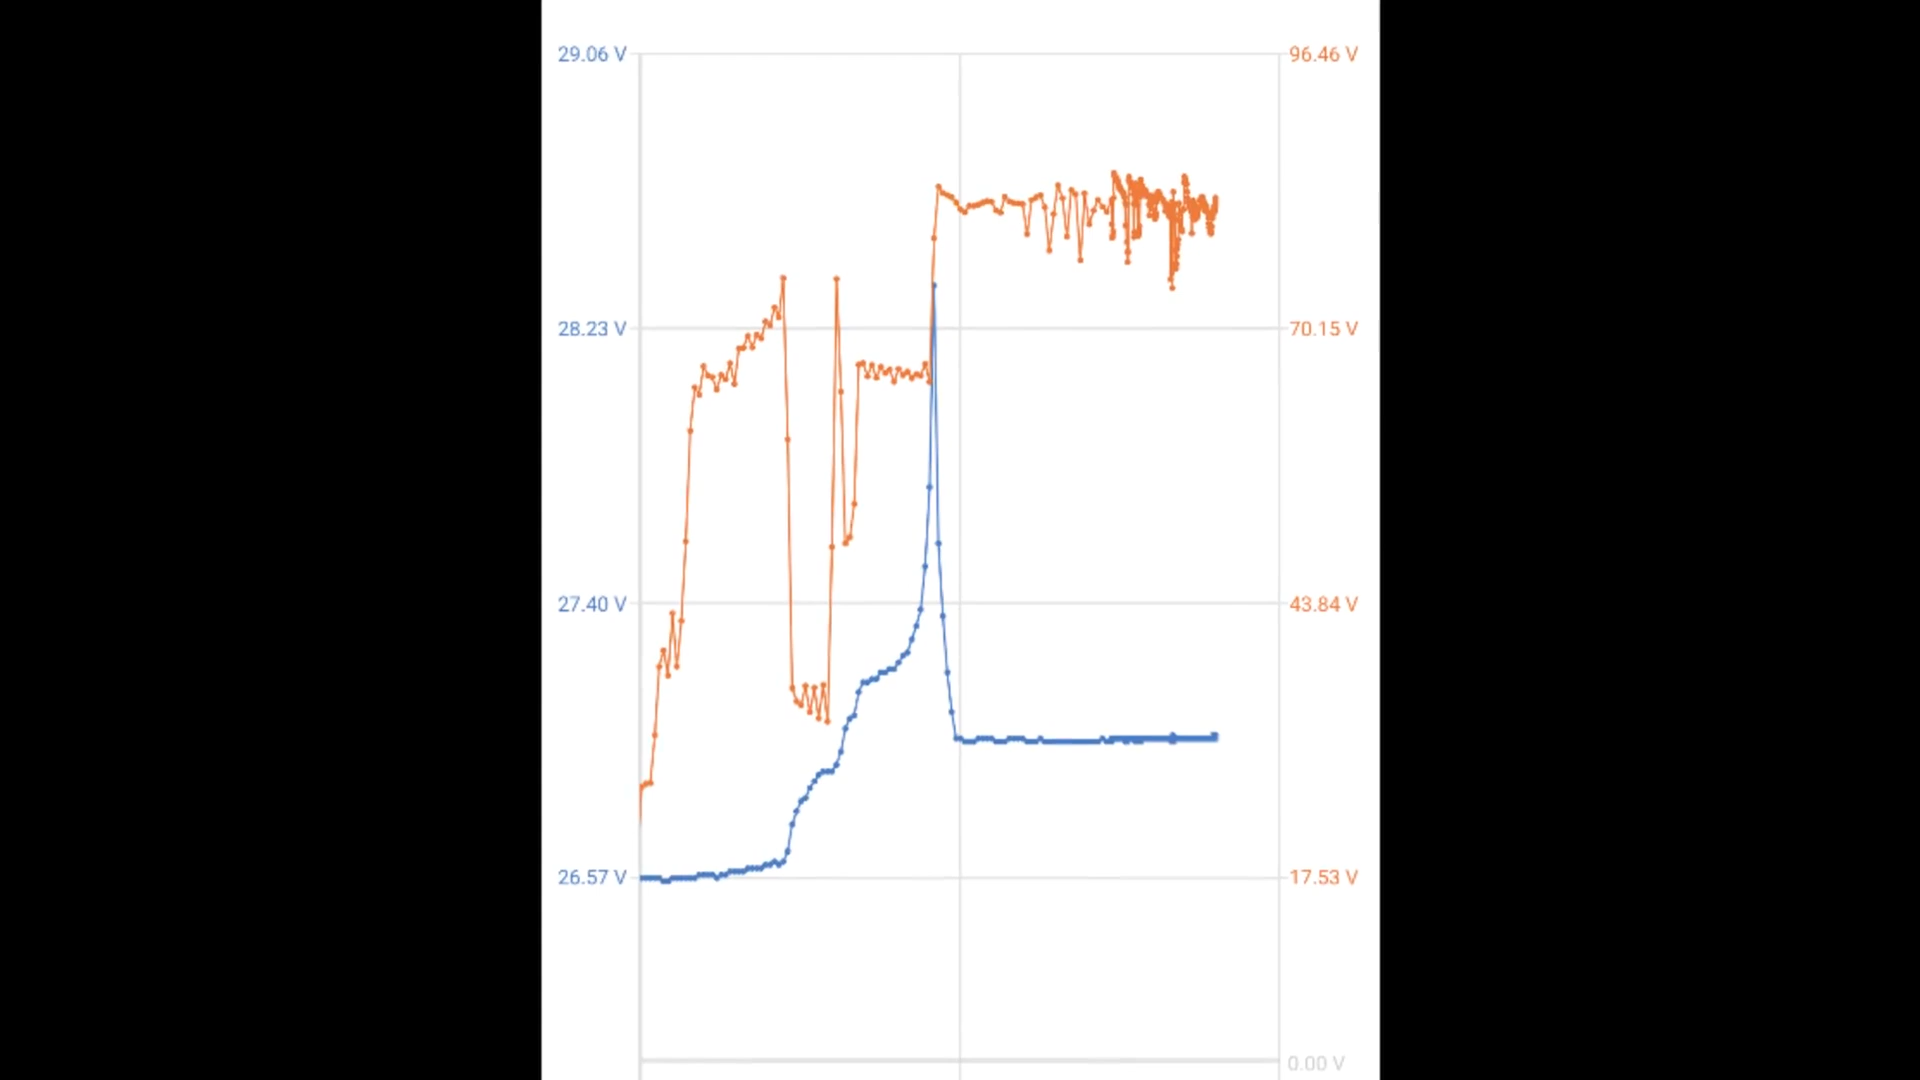 29.06 V 96.46 V
28.23 V 70.15 V
27.40 V 43.84 V
26.57 V 17.53 V
0.00 V